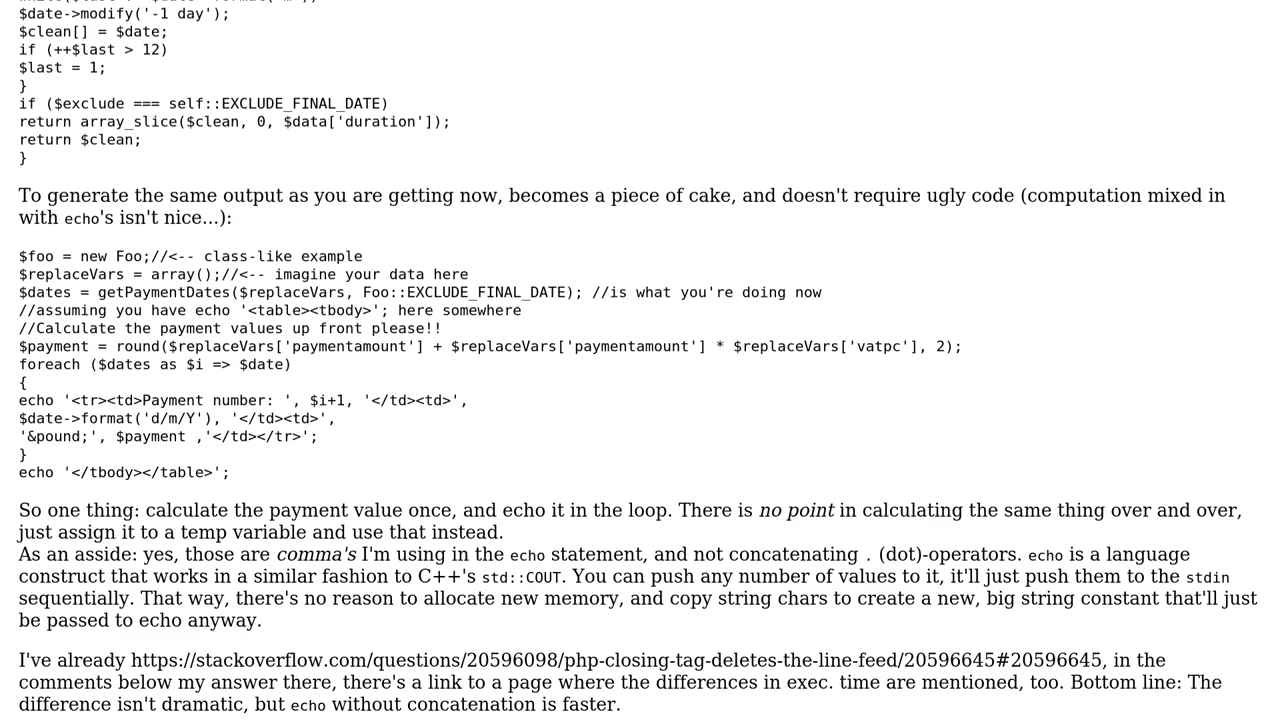 $date->modify('-1 day');
$clean[] = $date;
if (++$last > 12)
$last = 1;
}
if ($exclude === self::EXCLUDE_FINAL_DATE)
return array_slice($clean, 0, $data['duration']);
return $clean;
}
To generate the same output as you are getting now, becomes a piece of cake, and doesn't require ugly code (computation mixed in
with echo's isn't nice...):
$foo = new Foo;//<-- class-like example
$replaceVars = array();//<-- imagine your data here
$dates = getPaymentDates($replaceVars, Foo::EXCLUDE_FINAL_DATE); //is what you're doing now
//assuming you have echo '<table><tbody>'; here somewhere
//Calculate the payment values up front please!!
$payment = round($replaceVars['paymentamount'] + $replaceVars['paymentamount'] * $replaceVars['vatpc'], 2);
foreach ($dates as $i => $date)
{
echo '<tr><td>Payment number: ', $i+1, '</td><td>',
$date->format('d/m/Y'), '</td><td>',
'&pound;', $payment ,'</td></tr>';
}
echo '</tbody></table>';
So one thing: calculate the payment value once, and echo it in the loop. There is no point in calculating the same thing over and over,
just assign it to a temp variable and use that instead.
As an asside: yes, those are comma's I'm using in the echo statement, and not concatenating . (dot)-operators. echo is a language
construct that works in a similar fashion to C++'s std::COUT. You can push any number of values to it, it'll just push them to the stdin
sequentially. That way, there's no reason to allocate new memory, and copy string chars to create a new, big string constant that'll just
be passed to echo anyway.
I've already https://stackoverflow.com/questions/20596098/php-closing-tag-deletes-the-line-feed/20596645#20596645, in the
comments below my answer there, there's a link to a page where the differences in exec. time are mentioned, too. Bottom line: The
difference isn't dramatic, but echo without concatenation is faster.